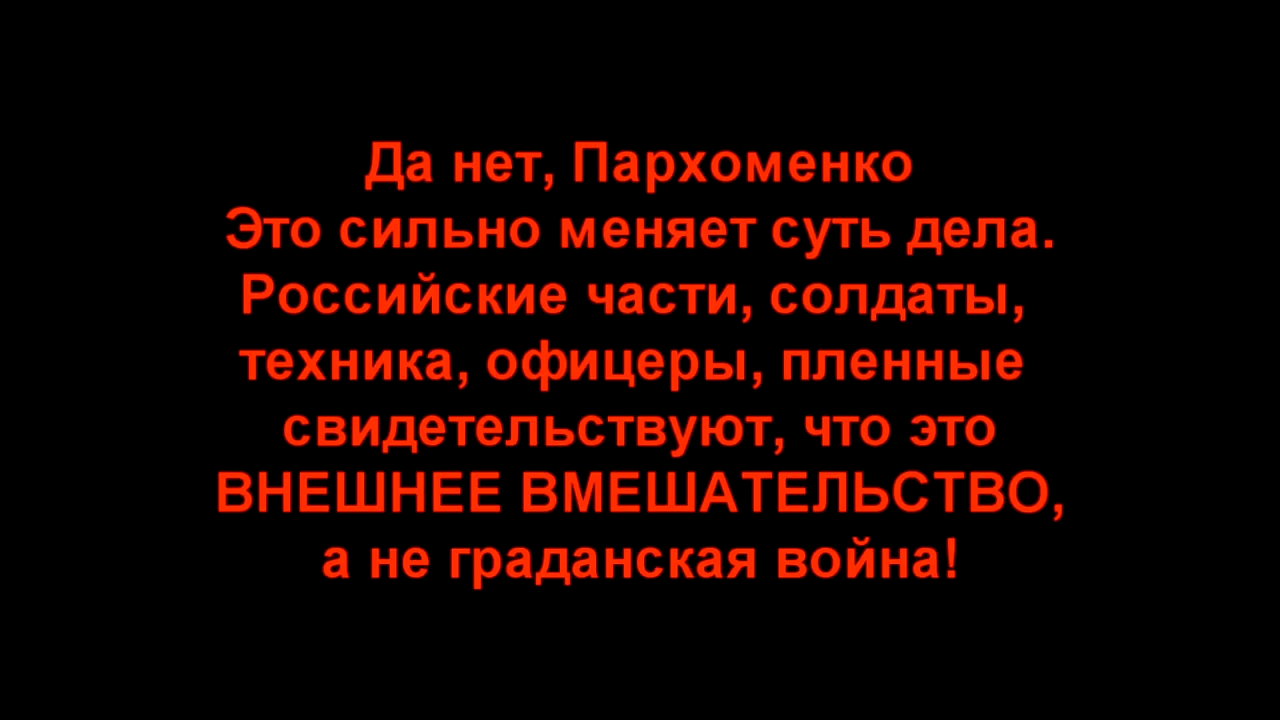 Да нет, Пархоменко
Это сильно меняет суть дела.
Российские части, солдаты,
техника, офицеры, пленные
свидетельствуют, что это
ВНЕШНЕЕ ВМЕШАТЕЛЬСТВО,
а не граданская война!